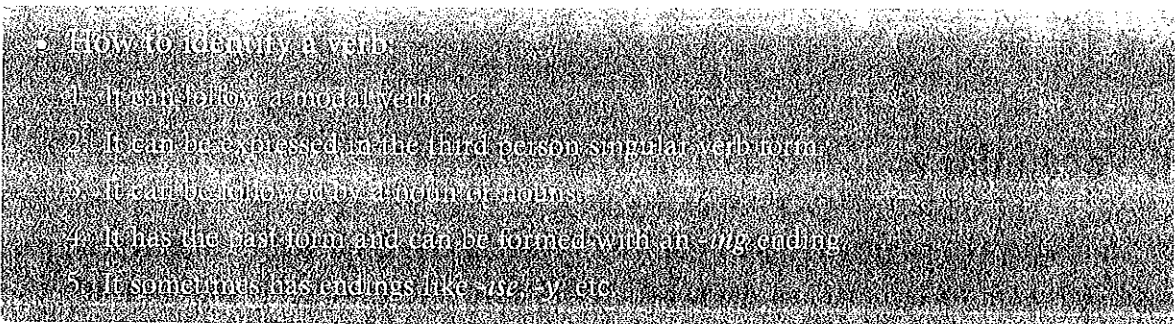 • How to identify a verb
1. It can follow a modal verb.
2. It can be expressed in the third person singular verb form.
3. It can be followed by a noun or nouns.
4. It has the past form and can be formed with an -ing ending.
5. It sometimes has endings like -ise, -y, etc.